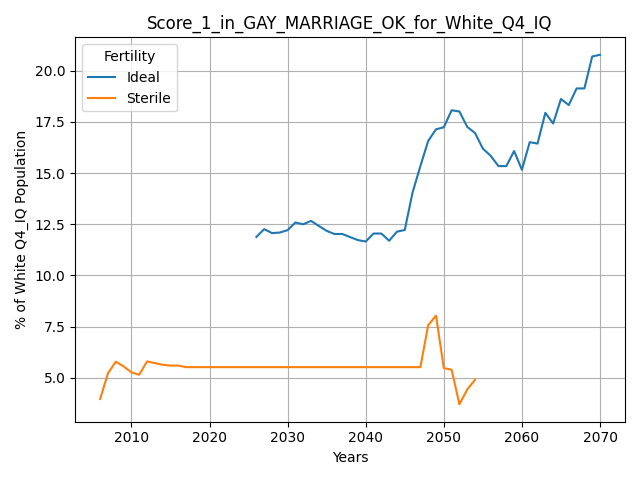 Score_1_in_GAY_MARRIAGE_OK_for_White_Q4_IQ
Fertility
Ideal
Sterile
% of White Q4_IQ Population
20.0
17.5
15.0
12.5
10.0
7.5
5.0
2010 2020 2030 2040 2050 2060 2070
Years